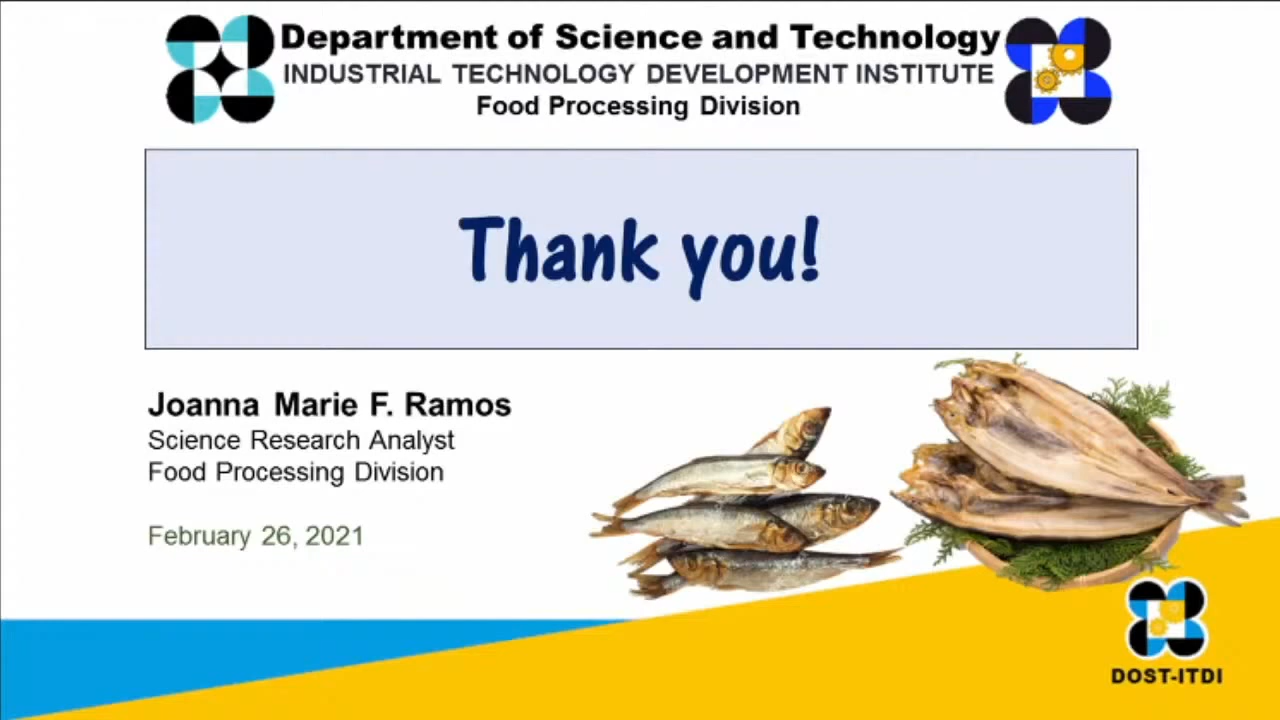 Department of Science and Technology
INDUSTRIAL TECHNOLOGY DEVELOPMENT INSTITUTE
Food Processing Division
Thank you!
Joanna Marie F. Ramos
Science Research Analyst
Food Processing Division
February 26, 2021
DOST-ITDI